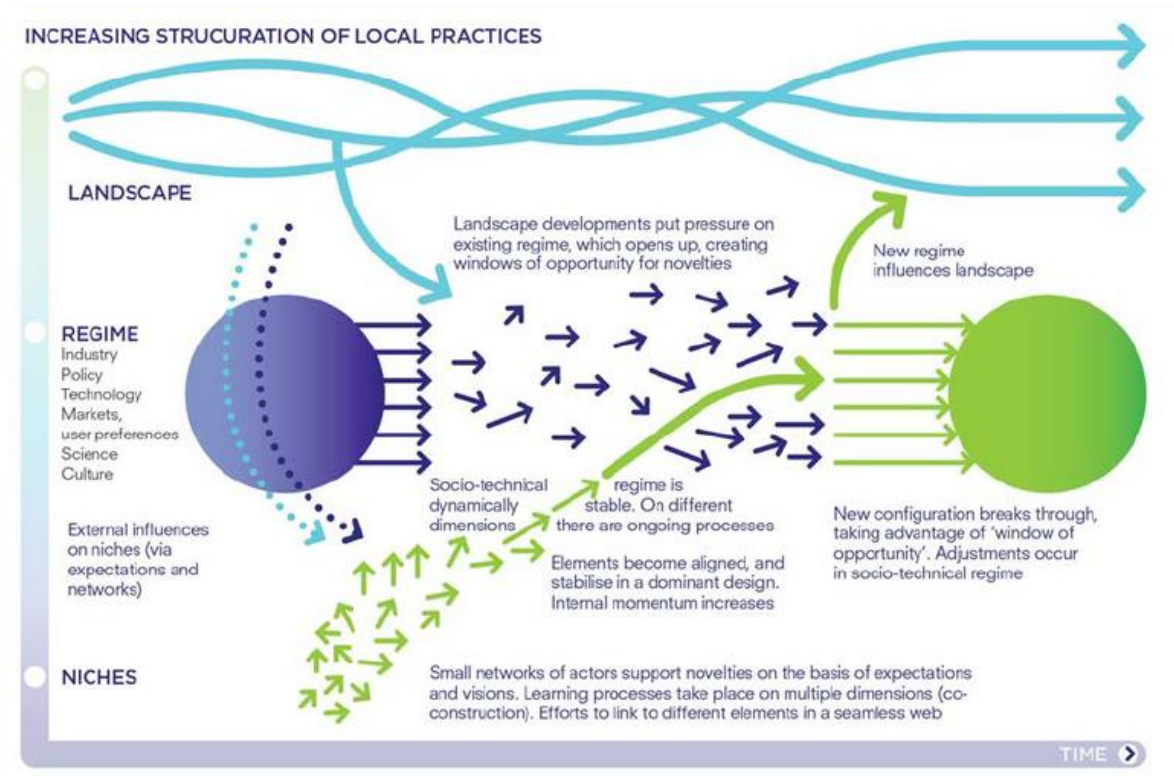 INCREASING STRUCURATION OF LOCAL PRACTICES
LANDSCAPE
Landscape developments put pressure on
existing regime, which opens up, creating
windows of opportunity for novelties
New regime
influences landscape
REGIME
Industry
Policy
Technology
Markets,
user preferences
Science
Culture
Socio-technical regime is
dynamically stable. On different
dimensions there are ongoing processes
External influences
on niches (via
expectations and
networks)
Elements become aligned, and
stabilise in a dominant design.
Internal momentum increases
New configuration breaks through,
taking advantage of 'window of
opportunity'. Adjustments occur
in socio-technical regime
NICHES
Small networks of actors support novelties on the basis of expectations
and visions. Learning processes take place on multiple dimensions (co-
construction). Efforts to link to different elements in a seamless web
TIME